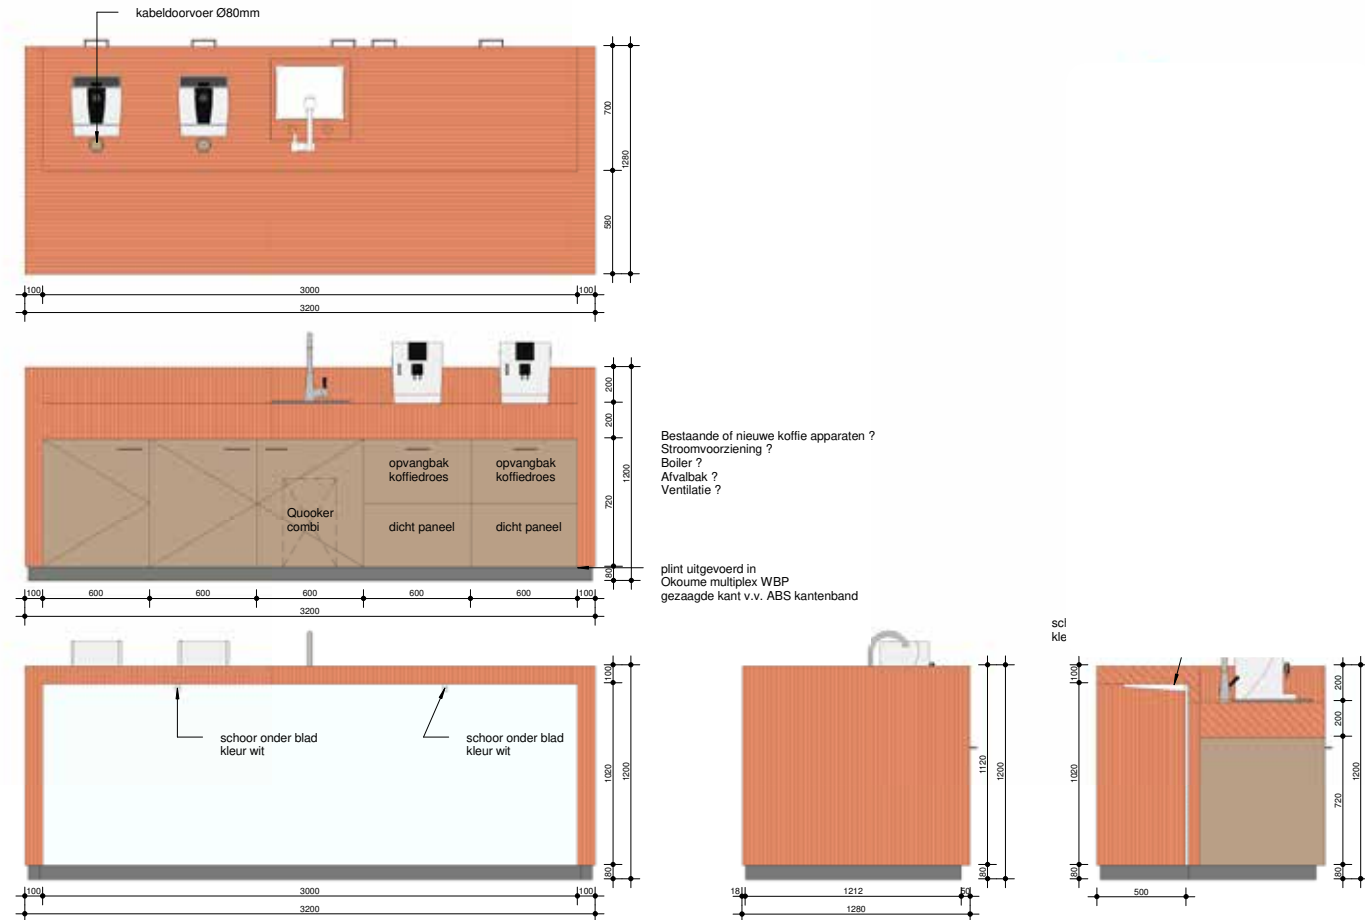 kabeldoorvoer Ø80mm
700
1280
580
100
3000
100
3200
200
200
1200
720
80
opvangbak
koffiedroes
opvangbak
koffiedroes
Quooker
combi
dicht paneel
dicht paneel
Bestaande of nieuwe koffie apparaten ?
Stroomvoorziening ?
Boiler ?
Afvalbak ?
Ventilatie ?
plint uitgevoerd in
Okoume multiplex WBP
gezaagde kant v.v. ABS kantenband
100
600
600
600
600
600
100
3200
schoor onder blad
kleur wit
schoor onder blad
kleur wit
100
1020
1200
80
100
3000
100
3200
1120
1200
80
18
1212
50
1280
scl
kle
100
1020
80
200
200
1200
720
80
500